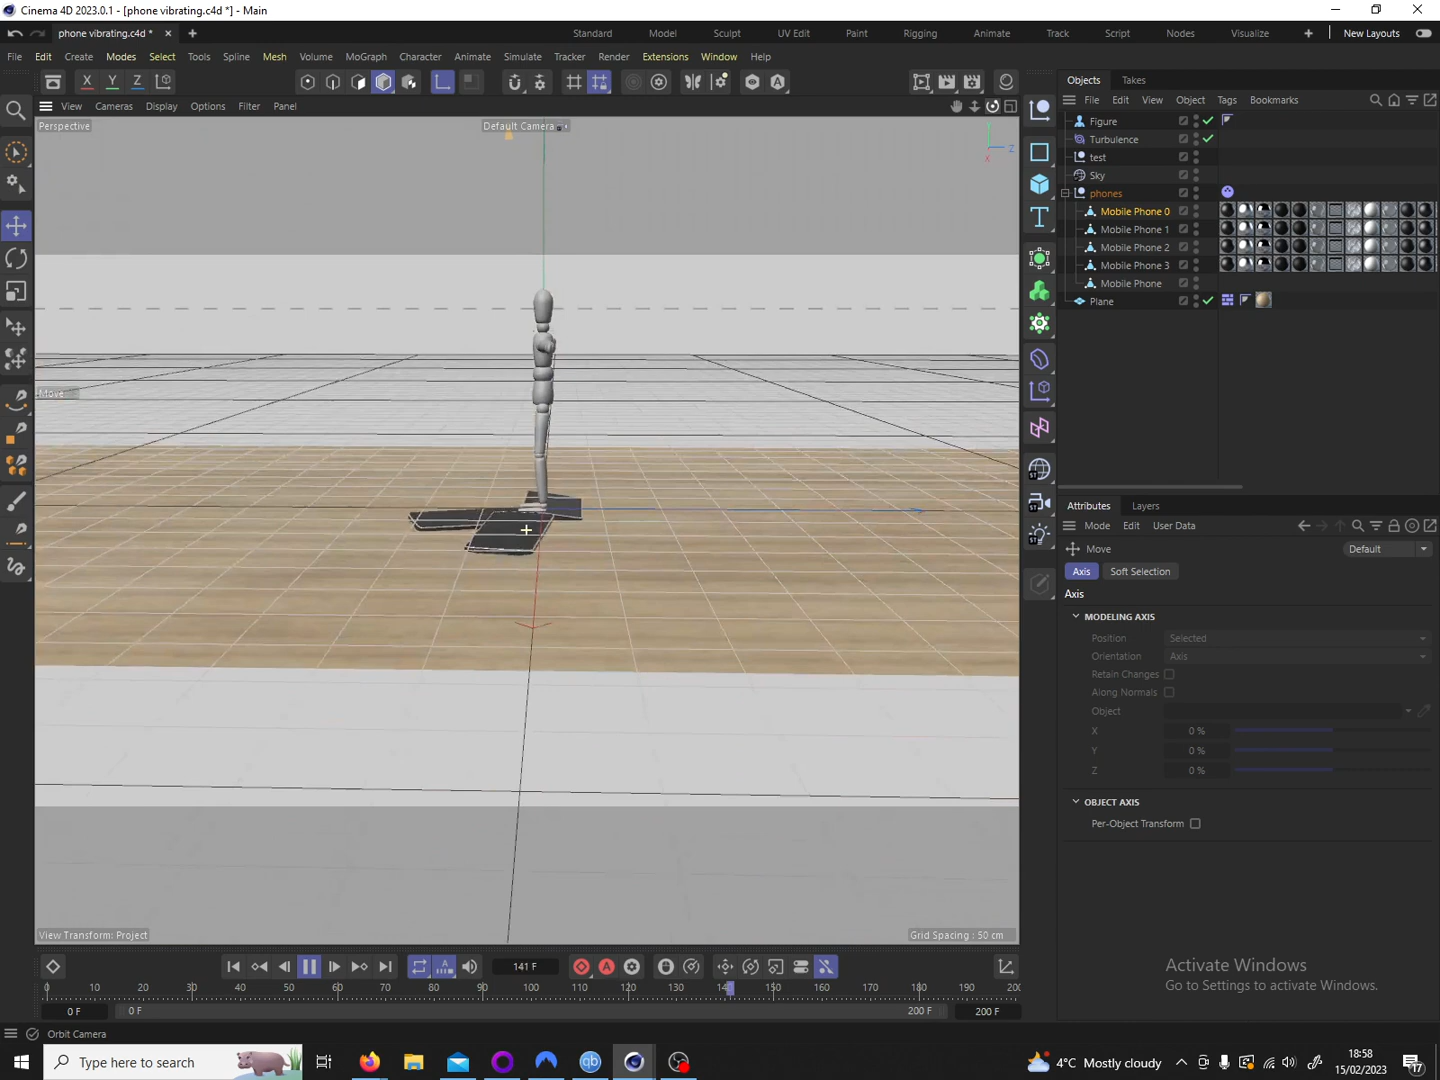 Cinema 4D 2023.0.1 - [phone vibrating.c4d *] - Main
phone vibrating.c4d *
Standard Model Sculpt UV Edit Paint Rigging Animate Track Script Nodes Visualize New Layouts
File Edit Create Modes Select Tools Spline Mesh Volume MoGraph Character Animate Simulate Tracker Render Extensions Window Help
X Y Z
View Cameras Display Options Filter Panel
Perspective
Default Camera
Z
X
Move
View Transform: Project
Grid Spacing : 50 cm
Objects Takes
File Edit View Object Tags Bookmarks
Figure
Turbulence
test
Sky
phones
Mobile Phone 0
Mobile Phone 1
Mobile Phone 2
Mobile Phone 3
Mobile Phone
Plane
Attributes Layers
Mode Edit User Data
Move
Default
Axis Soft Selection
Axis
MODELING AXIS
Position Selected
Orientation Axis
Retain Changes
Along Normals
Object
X 0 %
Y 0 %
Z 0 %
OBJECT AXIS
Per-Object Transform
Activate Windows
Go to Settings to activate Windows.
141 F
0 10 20 30 40 50 60 70 80 90 100 110 120 130 140 150 160 170 180 190 200
0 F 0 F 200 F 200 F
Orbit Camera
Type here to search
4°C Mostly cloudy
18:58
15/02/2023
17